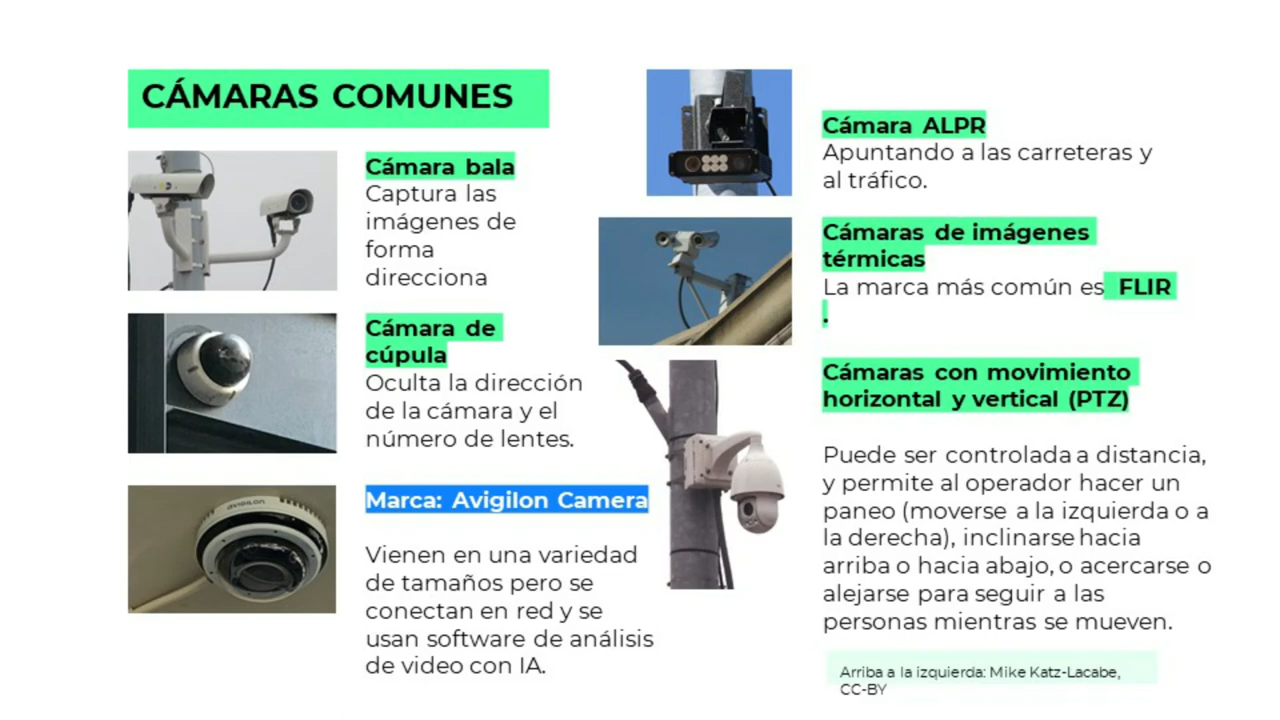 CÁMARAS COMUNES
Cámara bala
Captura las
imágenes de
forma
direcciona
Cámara de
cúpula
Oculta la dirección
de la cámara y el
número de lentes.
AVIGILON
Marca: Avigilon Camera
Vienen en una variedad
de tamaños pero se
conectan en red y se
usan software de análisis
de video con IA.
Cámara ALPR
Apuntando a las carreteras y
al tráfico.
Cámaras de imágenes
térmicas
La marca más común es FLIR
.
Cámaras con movimiento
horizontal y vertical (PTZ)
Puede ser controlada a distancia,
y permite al operador hacer un
paneo (moverse a la izquierda o a
la derecha), inclinarse hacia
arriba o hacia abajo, o acercarse o
alejarse para seguir a las
personas mientras se mueven.
Arriba a la izquierda: Mike Katz-Lacabe,
CC-BY